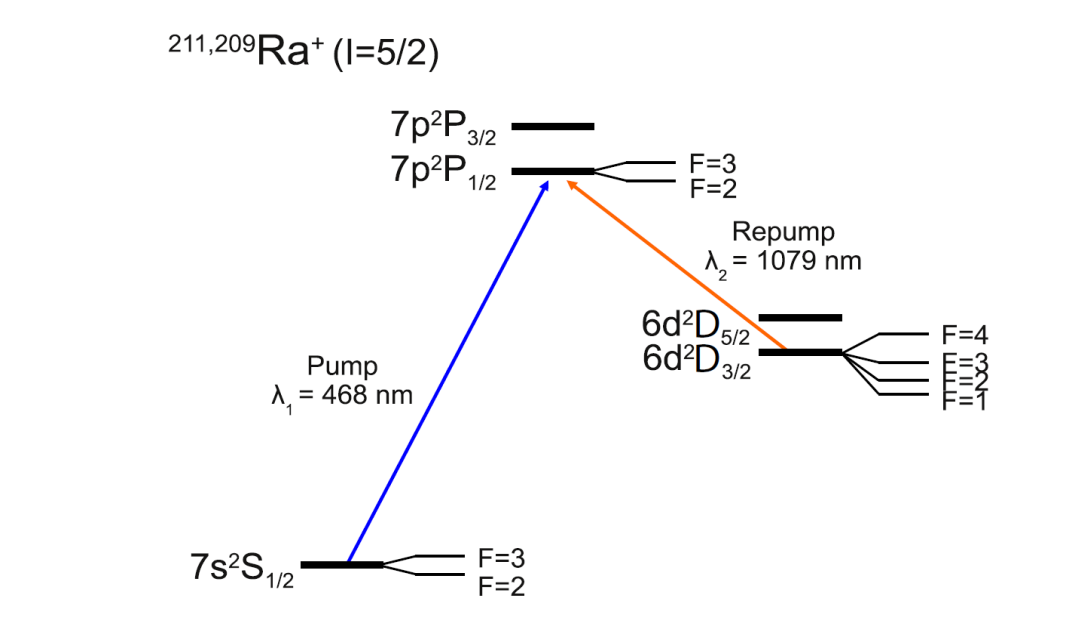 ²¹¹,²⁰⁹Ra⁺ (I=5/2)
7p²P₃/₂
7p²P₁/₂
F=3
F=2
Repump
λ₂ = 1079 nm
6d²D₅/₂
6d²D₃/₂
F=4
F=3
F=2
F=1
Pump
λ₁ = 468 nm
7s²S₁/₂
F=3
F=2